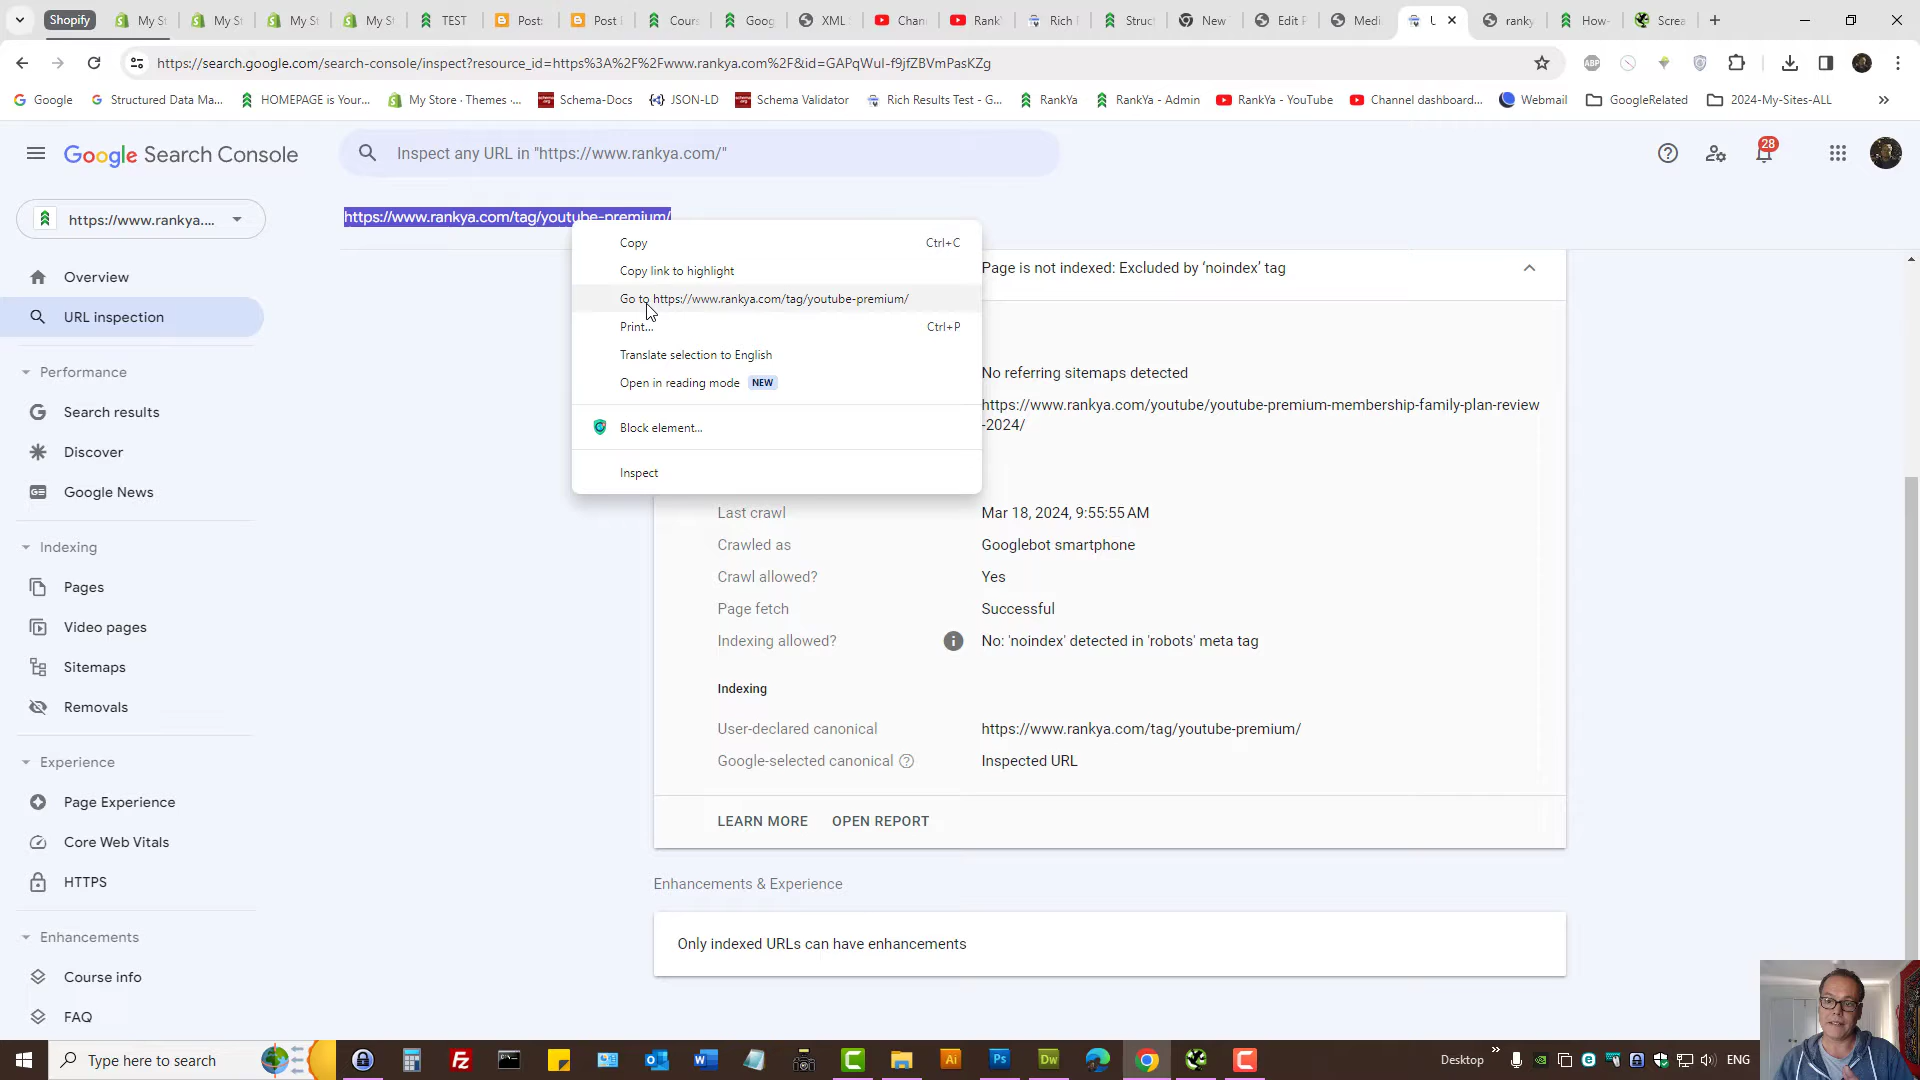 Shopify
My St
My St
My St
My St
TEST
Posts
Post E
Cours
Goog
XML
Chan
RankY
Rich
Struct
New
Edit P
Medi
U
ranky
How-
Screa
https://search.google.com/search-console/inspect?resource_id=https%3A%2F%2Fwww.rankya.com%2F&id=GAPqWuI-f9jfZBVmPasKZg
ABP
Google
Structured Data Ma...
HOMEPAGE is Your...
My Store · Themes ·...
Schema-Docs
JSON-LD
Schema Validator
Rich Results Test - G...
RankYa
RankYa - Admin
RankYa - YouTube
Channel dashboard...
Webmail
GoogleRelated
2024-My-Sites-ALL
Google Search Console
Inspect any URL in "https://www.rankya.com/"
28
https://www.rankya....
https://www.rankya.com/tag/youtube-premium/
Overview
URL inspection
Performance
Search results
Discover
Google News
Indexing
Pages
Video pages
Sitemaps
Removals
Experience
Page Experience
Core Web Vitals
HTTPS
Enhancements
Course info
FAQ
Copy Ctrl+C
Copy link to highlight
Go to https://www.rankya.com/tag/youtube-premium/
Print... Ctrl+P
Translate selection to English
Open in reading mode NEW
Block element...
Inspect
Page is not indexed: Excluded by ‘noindex’ tag
No referring sitemaps detected
https://www.rankya.com/youtube/youtube-premium-membership-family-plan-review
-2024/
Last crawl Mar 18, 2024, 9:55:55 AM
Crawled as Googlebot smartphone
Crawl allowed? Yes
Page fetch Successful
Indexing allowed? No: 'noindex' detected in 'robots' meta tag
Indexing
User-declared canonical https://www.rankya.com/tag/youtube-premium/
Google-selected canonical Inspected URL
LEARN MORE OPEN REPORT
Enhancements & Experience
Only indexed URLs can have enhancements
Type here to search
Fz
Ai
Ps
Dw
Desktop
ENG